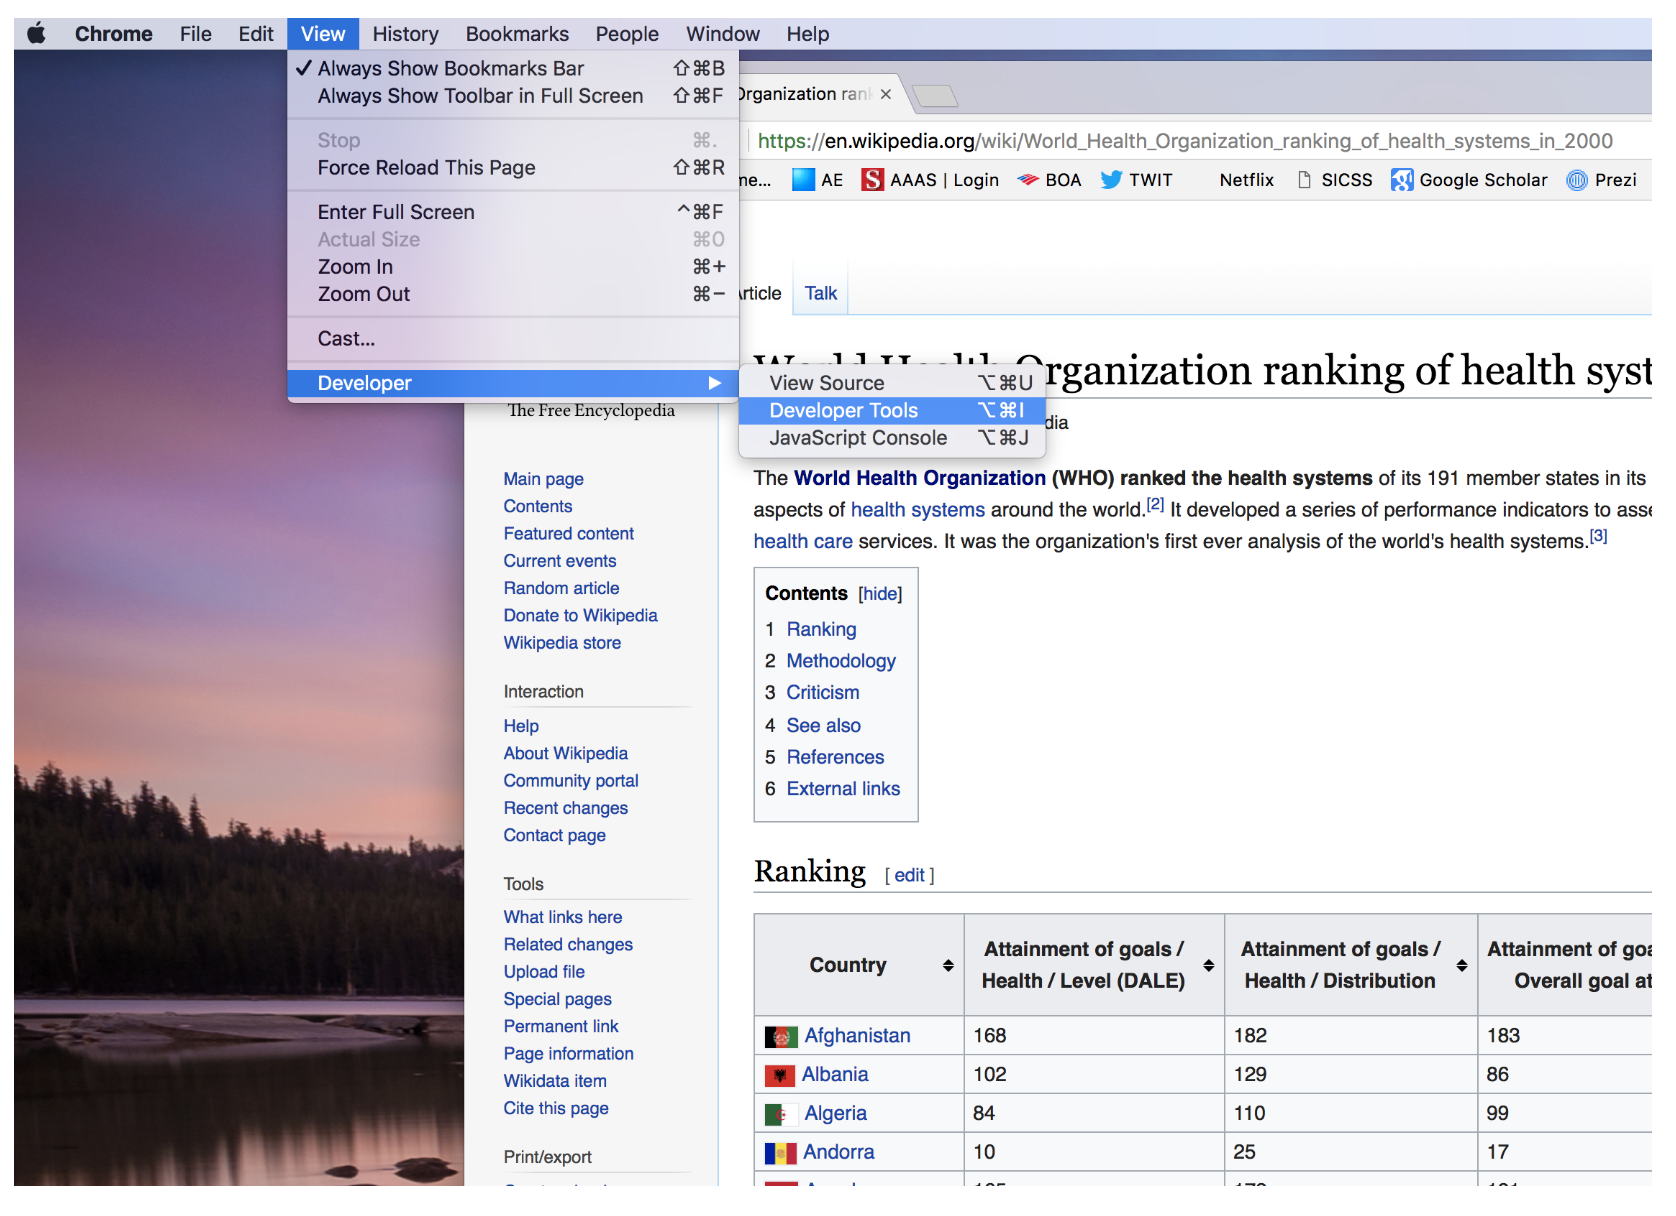 Chrome File Edit View History Bookmarks People Window Help
✓ Always Show Bookmarks Bar ⇧⌘B
Always Show Toolbar in Full Screen ⇧⌘F
Stop ⌘.
Force Reload This Page ⇧⌘R
Enter Full Screen ^⌘F
Actual Size ⌘0
Zoom In ⌘+
Zoom Out ⌘−
Cast...
Developer ▶
View Source ⌥⌘U
Developer Tools ⌥⌘I
JavaScript Console ⌥⌘J
Organization ran ×
https://en.wikipedia.org/wiki/World_Health_Organization_ranking_of_health_systems_in_2000
me... AE S AAAS | Login BOA TWIT Netflix SICSS Google Scholar Prezi
Article Talk
World Health Organization ranking of health syst
dia
The World Health Organization (WHO) ranked the health systems of its 191 member states in its
aspects of health systems around the world.[2] It developed a series of performance indicators to asse
health care services. It was the organization's first ever analysis of the world's health systems.[3]
Contents [hide]
1 Ranking
2 Methodology
3 Criticism
4 See also
5 References
6 External links
The Free Encyclopedia
Main page
Contents
Featured content
Current events
Random article
Donate to Wikipedia
Wikipedia store
Interaction
Help
About Wikipedia
Community portal
Recent changes
Contact page
Tools
What links here
Related changes
Upload file
Special pages
Permanent link
Page information
Wikidata item
Cite this page
Print/export
Ranking [ edit ]
Country
Attainment of goals /
Health / Level (DALE)
Attainment of goals /
Health / Distribution
Attainment of goa
Overall goal at
Afghanistan 168 182 183
Albania 102 129 86
Algeria 84 110 99
Andorra 10 25 17